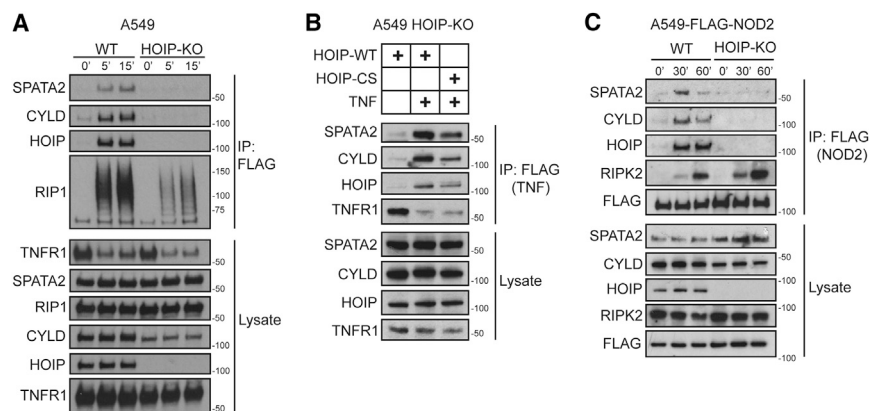 A
A549
WT HOIP-KO
0' 5' 15' 0' 5' 15'
SPATA2
-50
CYLD
-100
HOIP
-100
RIP1
-150
-100
-75
IP:
FLAG
TNFR1
SPATA2
-50
RIP1
CYLD
-100
HOIP
-100
TNFR1
-50
Lysate
B
A549 HOIP-KO
HOIP-WT + +
HOIP-CS +
TNF + +
SPATA2
-50
CYLD
-100
HOIP
-100
TNFR1
-50
IP: FLAG
(TNF)
SPATA2
-50
CYLD
-100
HOIP
-100
TNFR1
-50
Lysate
C
A549-FLAG-NOD2
WT HOIP-KO
0' 30' 60' 0' 30' 60'
SPATA2
-50
CYLD
-100
HOIP
-100
RIPK2
FLAG
-100
IP: FLAG
(NOD2)
SPATA2
-50
CYLD
-100
HOIP
-100
RIPK2
FLAG
-100
Lysate